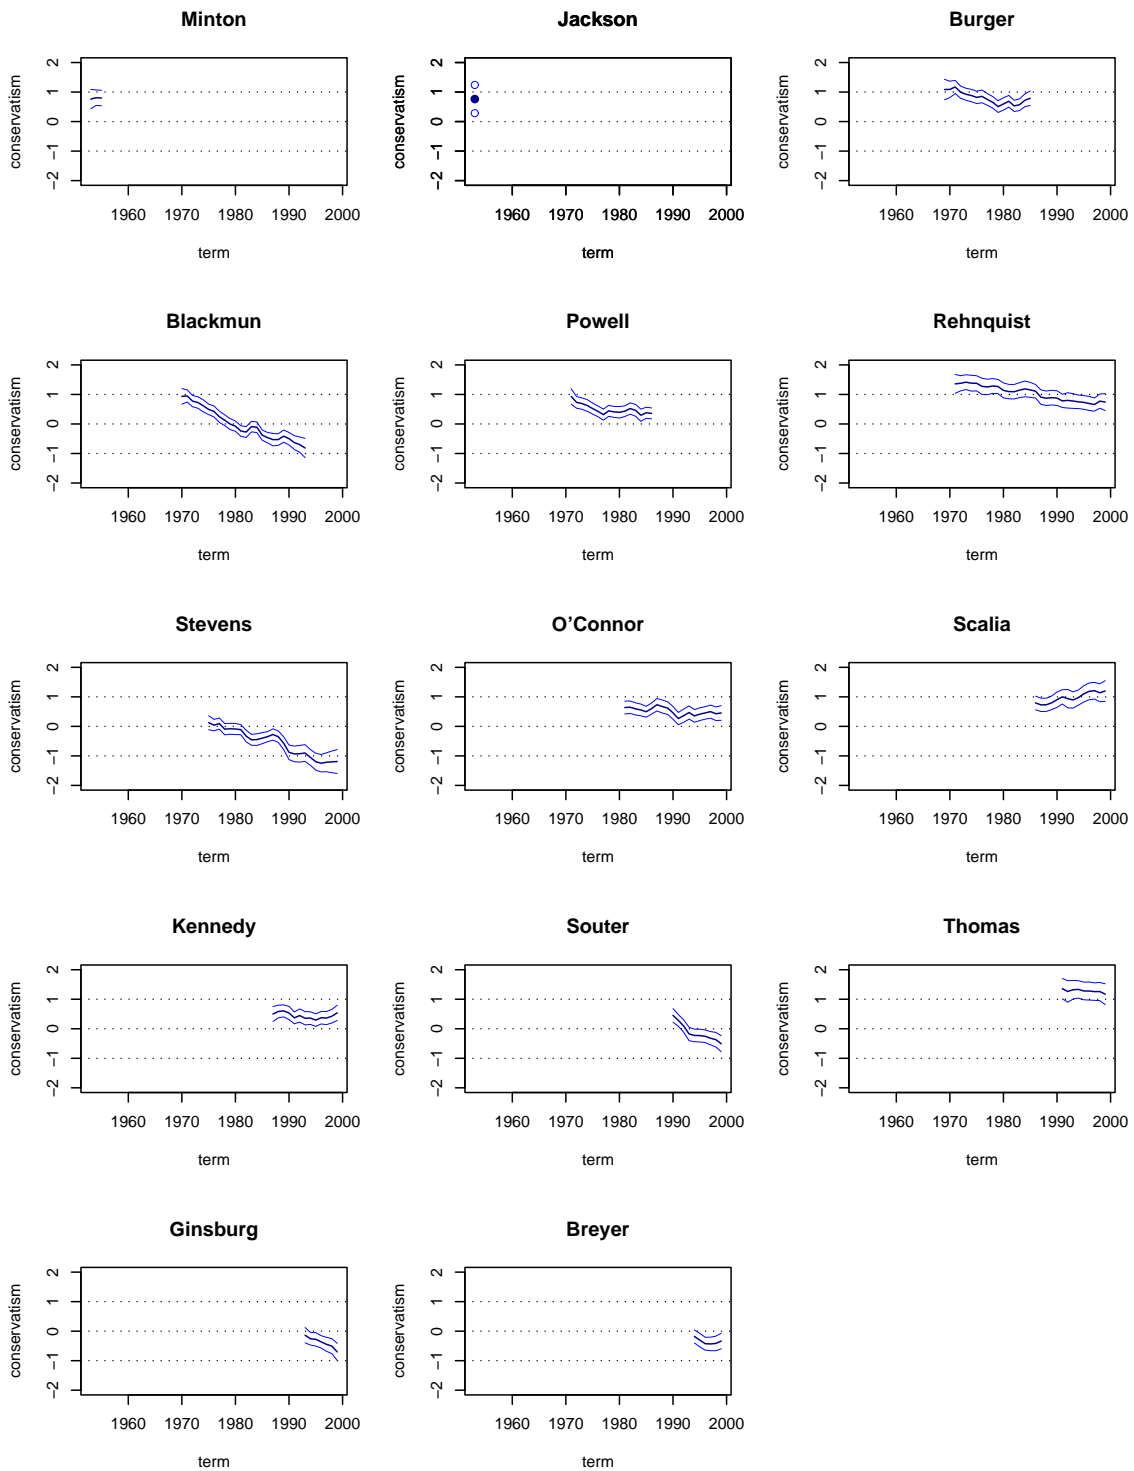 Minton Jackson Burger
conservatism 2 1 0 −1 −2 conservatism 2 1 0 −1 −2 conservatism 2 1 0 −1 −2
1960 1970 1980 1990 2000 1960 1970 1980 1990 2000 1960 1970 1980 1990 2000
term term term
Blackmun Powell Rehnquist
conservatism 2 1 0 −1 −2 conservatism 2 1 0 −1 −2 conservatism 2 1 0 −1 −2
1960 1970 1980 1990 2000 1960 1970 1980 1990 2000 1960 1970 1980 1990 2000
term term term
Stevens O’Connor Scalia
conservatism 2 1 0 −1 −2 conservatism 2 1 0 −1 −2 conservatism 2 1 0 −1 −2
1960 1970 1980 1990 2000 1960 1970 1980 1990 2000 1960 1970 1980 1990 2000
term term term
Kennedy Souter Thomas
conservatism 2 1 0 −1 −2 conservatism 2 1 0 −1 −2 conservatism 2 1 0 −1 −2
1960 1970 1980 1990 2000 1960 1970 1980 1990 2000 1960 1970 1980 1990 2000
term term term
Ginsburg Breyer
conservatism 2 1 0 −1 −2 conservatism 2 1 0 −1 −2
1960 1970 1980 1990 2000 1960 1970 1980 1990 2000
term term